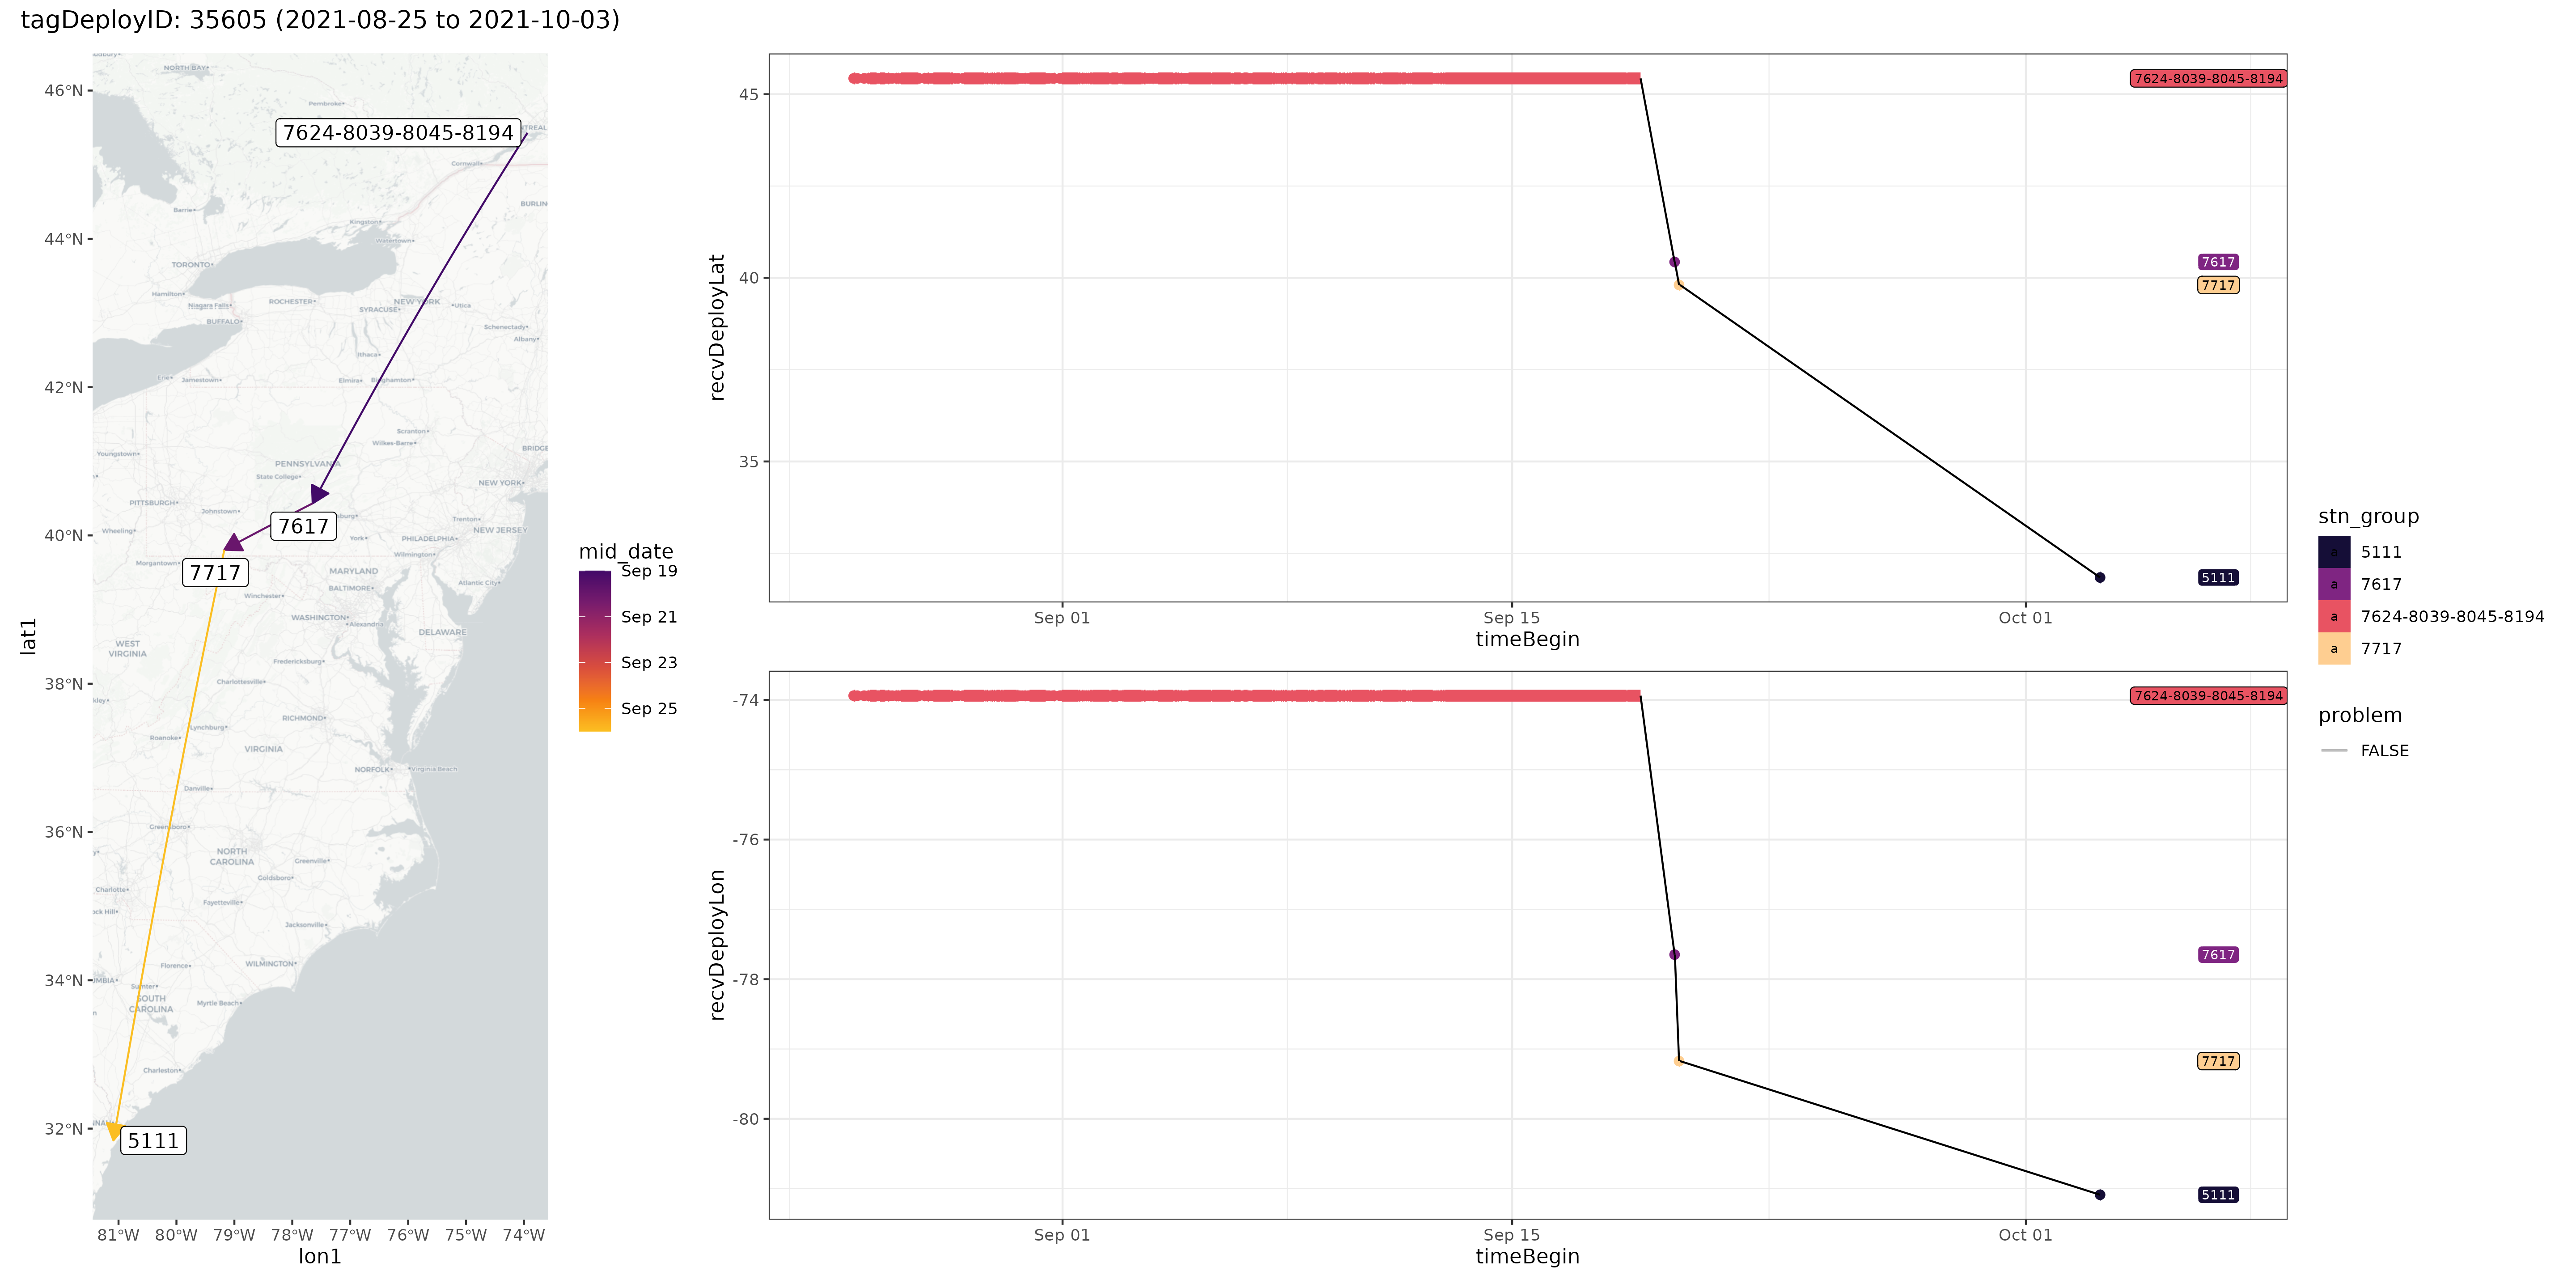 tagDeployID: 35605 (2021-08-25 to 2021-10-03)
lat1
46°N
44°N
42°N
40°N
38°N
36°N
34°N
32°N
NORTH BAY
Pembroke
7624-8039-8045-8194
Cornwall
Barrie
Kingston
Watertown
TORONTO
Hamilton
Niagara Falls
ROCHESTER
NEW YORK
Utica
SYRACUSE
BUFFALO
Schenectady
Albany
Ithaca
Erie
Jamestown
Elmira
Binghamton
Scranton
Wilkes-Barre
Youngstown
PENNSYLVANIA
State College
NEW YORK
PITTSBURGH
Johnstown
7617
Trenton
NEW JERSEY
Wheeling
York
PHILADELPHIA
Wilmington
Morgantown
7717
MARYLAND
BALTIMORE
Atlantic City
Winchester
WASHINGTON
Alexandria
DELAWARE
WEST
VIRGINIA
Fredericksburg
Charlottesville
RICHMOND
Lynchburg
Roanoke
VIRGINIA
NORFOLK
Virginia Beach
Danville
Greensboro
NORTH
CAROLINA
Greenville
Goldsboro
Charlotte
Fayetteville
Jacksonville
Florence
WILMINGTON
Sumter
SOUTH
CAROLINA
Myrtle Beach
Charleston
5111
81°W 80°W 79°W 78°W 77°W 76°W 75°W 74°W
lon1
mid_date
Sep 19
Sep 21
Sep 23
Sep 25
recvDeployLat
45
40
35
7624-8039-8045-8194
7617
7717
5111
Sep 01 Sep 15 Oct 01
timeBegin
recvDeployLon
-74
-76
-78
-80
7624-8039-8045-8194
7617
7717
5111
Sep 01 Sep 15 Oct 01
timeBegin
stn_group
a 5111
a 7617
a 7624-8039-8045-8194
a 7717
problem
FALSE